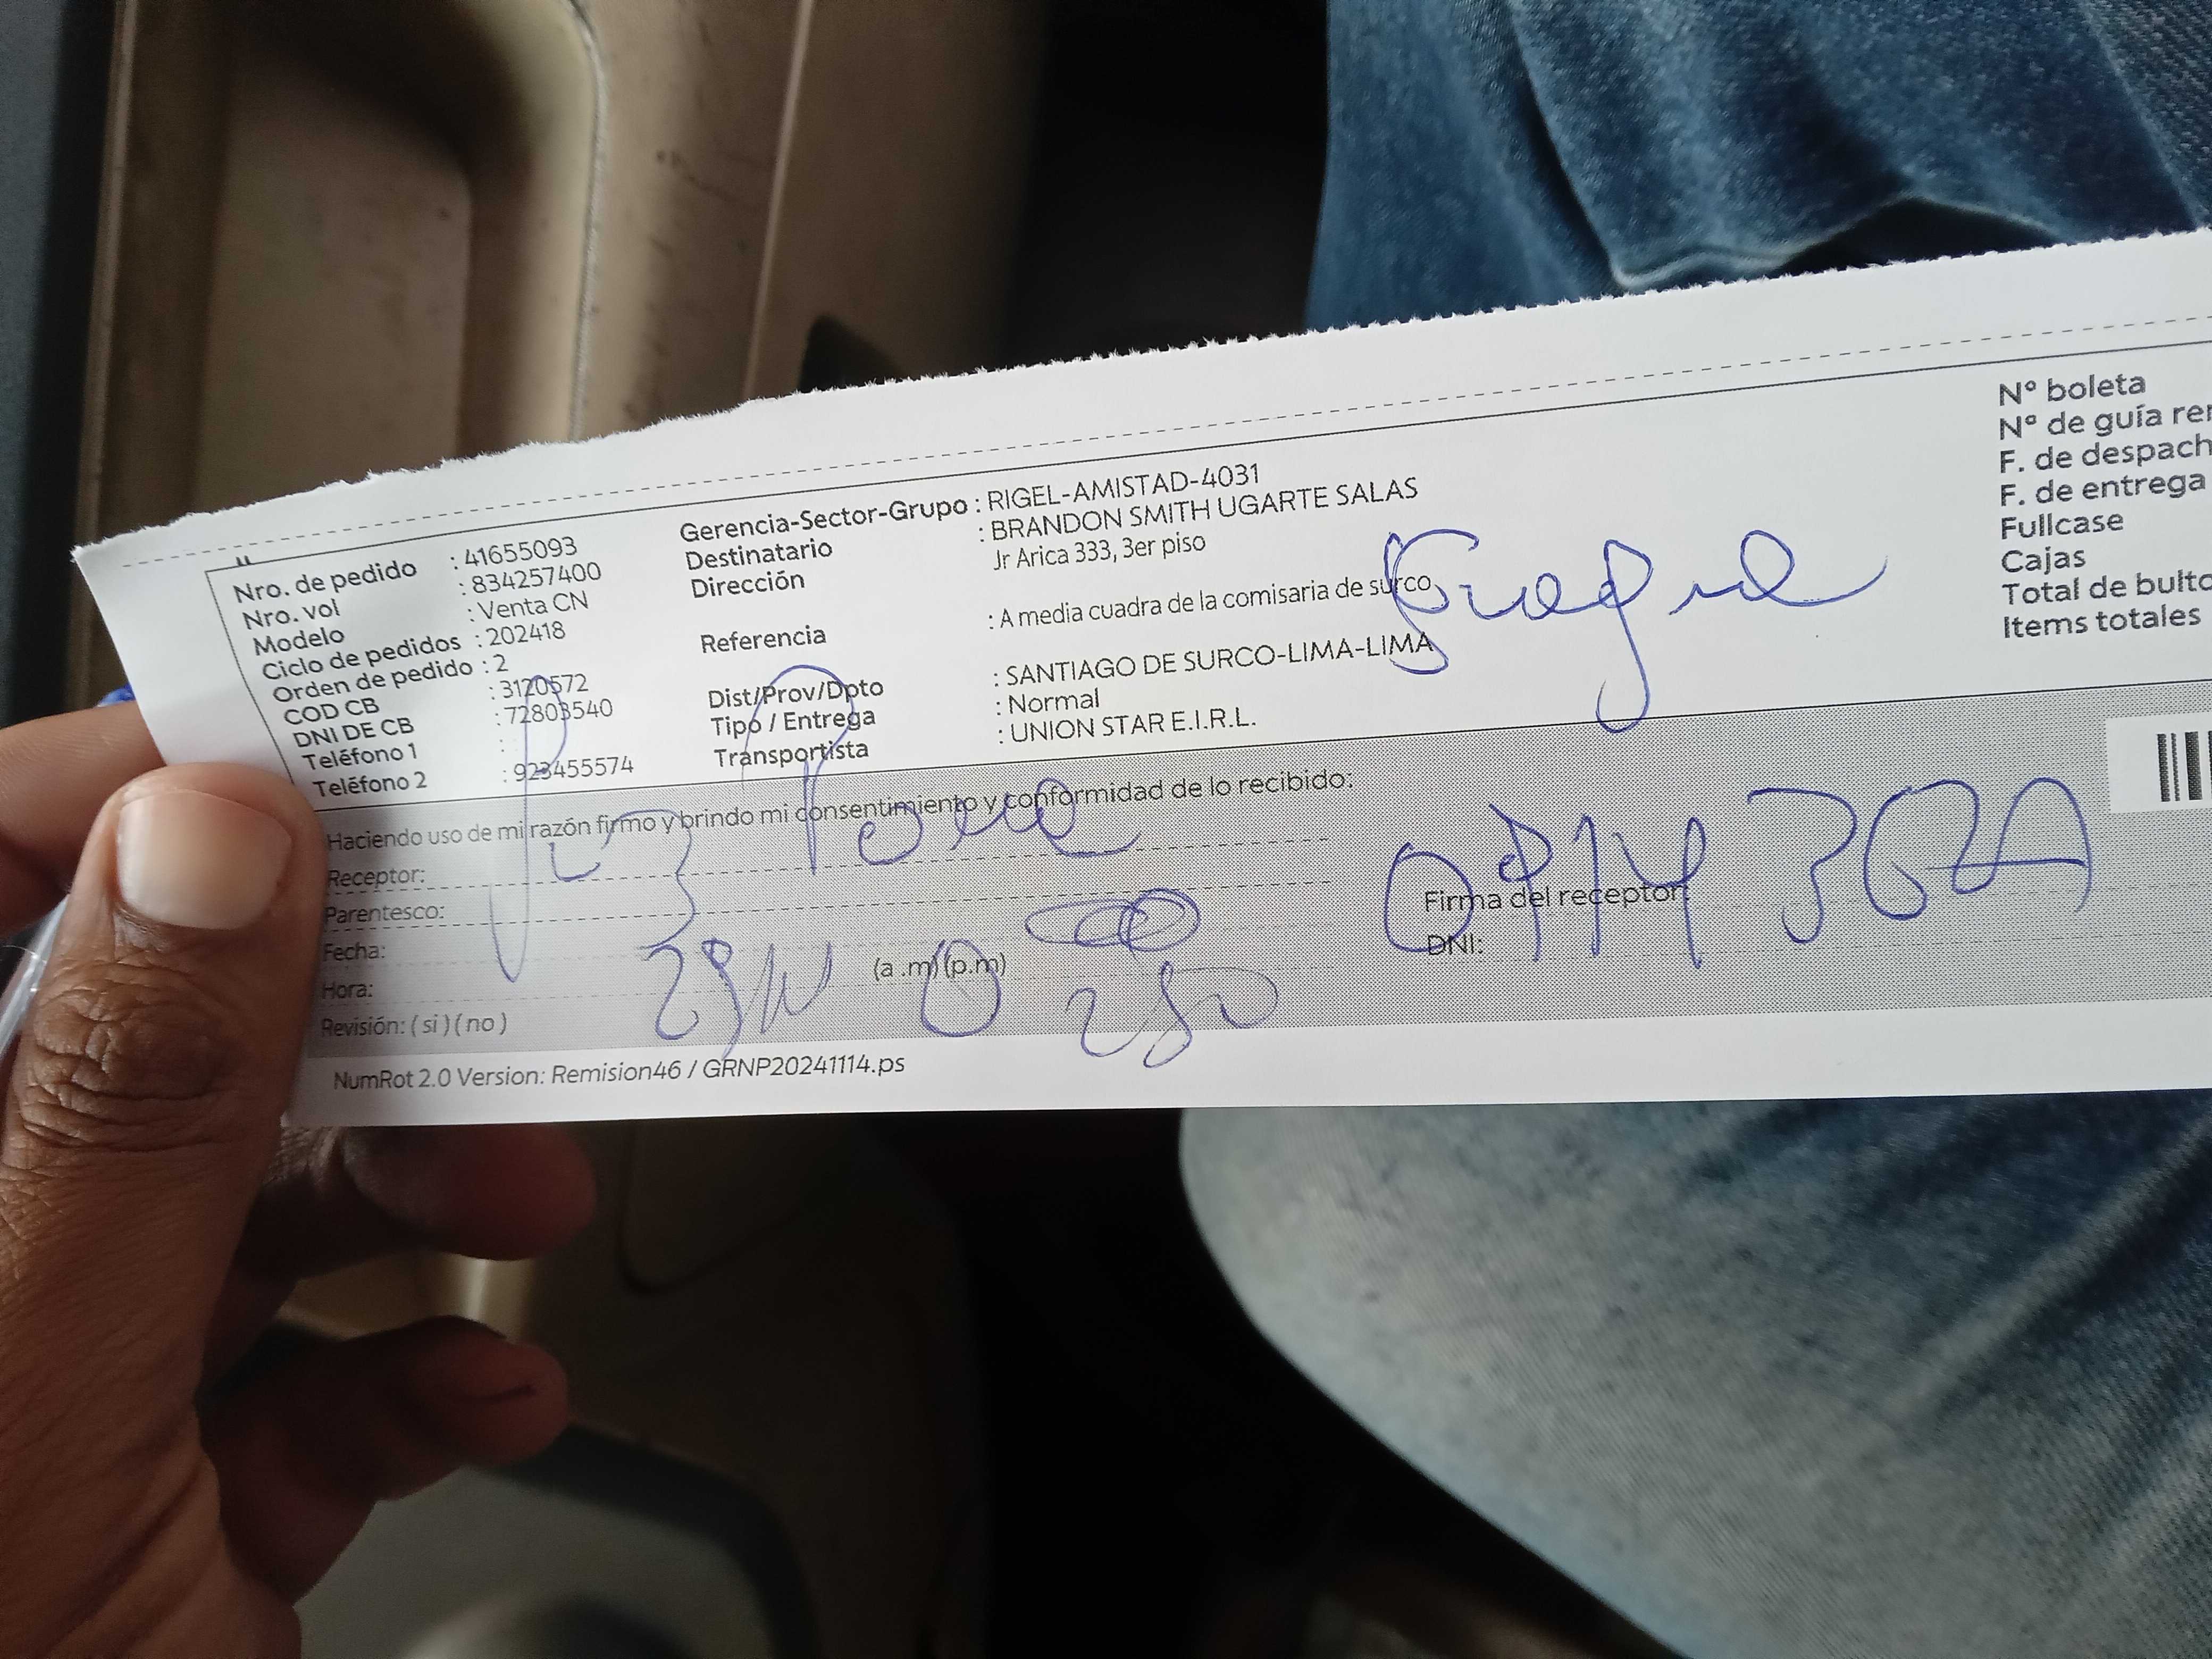 Nro. de pedido : 41655093
Nro. vol : 834257400
Modelo : Venta CN
Ciclo de pedidos : 202418
Orden de pedido : 2
COD CB : 3120572
DNI DE CB : 72803540
Teléfono 1 :
Teléfono 2 : 923455574
Gerencia-Sector-Grupo : RIGEL-AMISTAD-4031
Destinatario : BRANDON SMITH UGARTE SALAS
Dirección Jr Arica 333, 3er piso
Referencia : A media cuadra de la comisaria de surco
Dist/Prov/Dpto : SANTIAGO DE SURCO-LIMA-LIMA
Tipo / Entrega : Normal
Transportista : UNION STAR E.I.R.L.
Nº boleta
Nº de guía
F. de
F. de entrega
Fullcase
Cajas
Total de
Items totales
Haciendo uso de mi razón firmo y brindo mi consentimiento y conformidad de lo recibido:
Receptor:
Parentesco:
Fecha:
Hora: (a .m) (p.m)
Revisión: ( si ) ( no )
Firma del receptor:
DNI:
NumRot 2.0 Version: Remision46 / GRNP20241114.ps